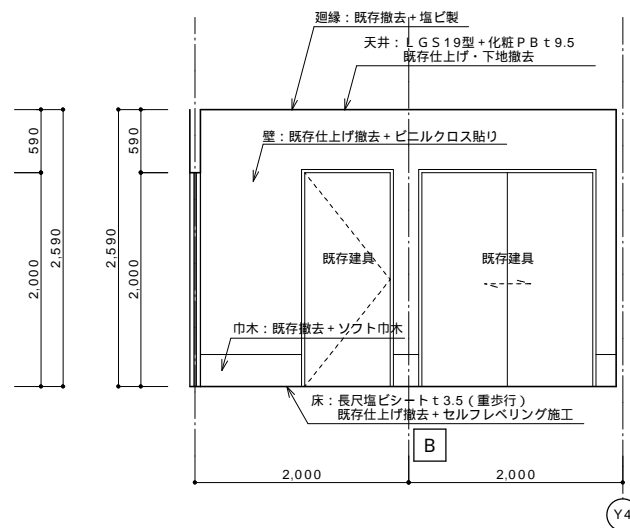 廻縁：既存撤去＋塩ビ製
天井：ＬＧＳ19型＋化粧ＰＢｔ9.5
既存仕上げ・下地撤去
590
590
壁：既存仕上げ撤去＋ビニルクロス貼り
2,000
2,590
2,590
2,000
既存建具
既存建具
巾木：既存撤去＋ソフト巾木
床：長尺塩ビシートｔ3.5（重歩行）
既存仕上げ撤去＋セルフレベリング施工
B
2,000
2,000
Y4